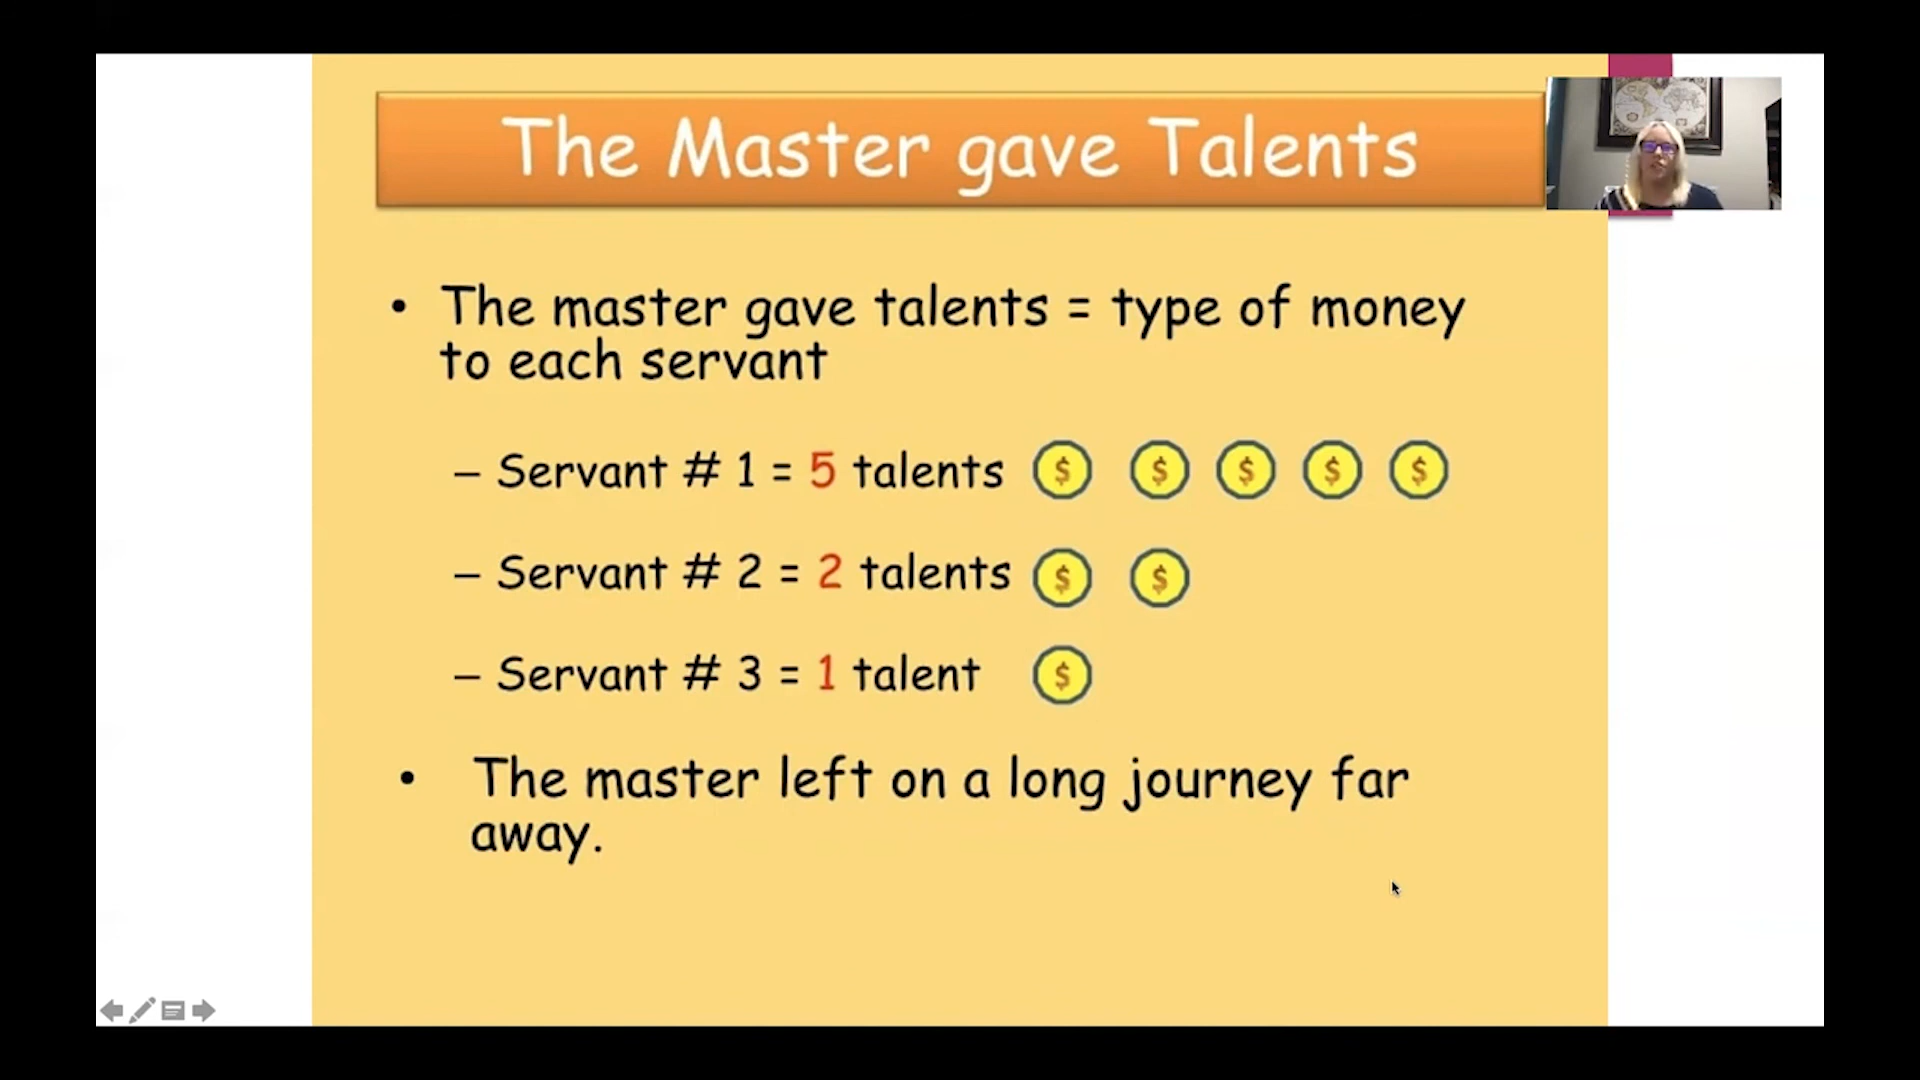 The Master gave Talents
• The master gave talents = type of money
to each servant
– Servant # 1 = 5 talents $ $ $ $ $
– Servant # 2 = 2 talents $ $
– Servant # 3 = 1 talent $
• The master left on a long journey far
away.